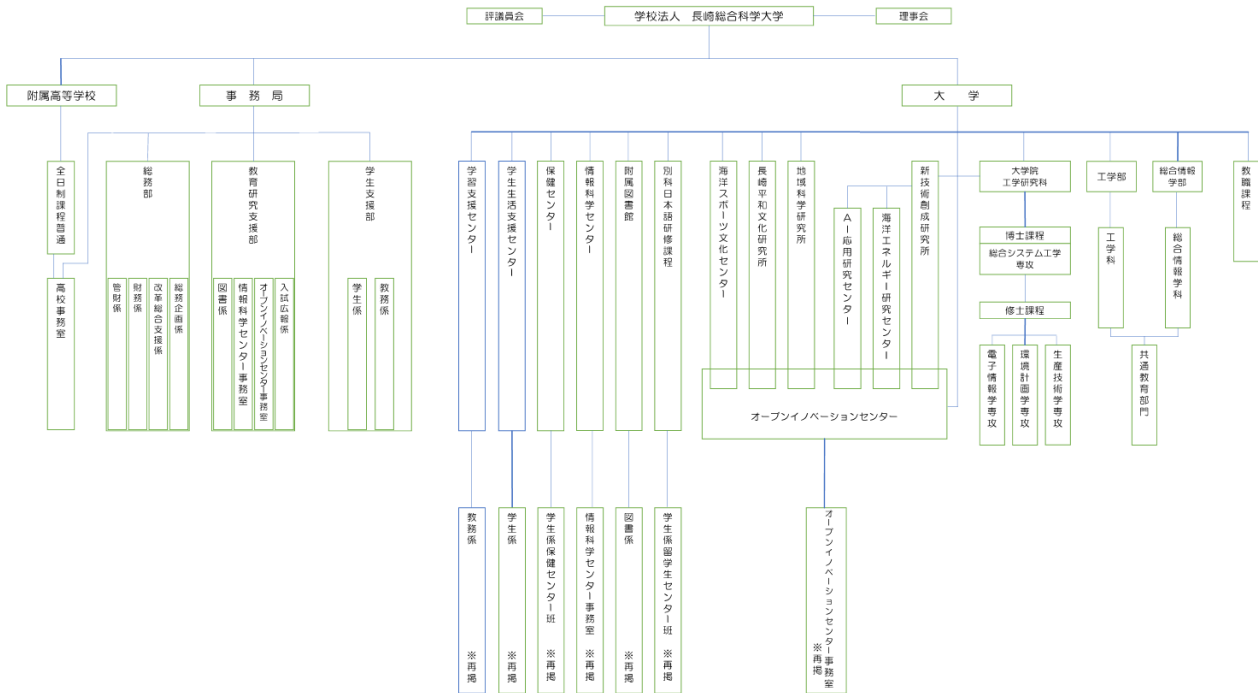 評議員会
学校法人 長崎総合科学大学
理事会
附属高等学校
事 務 局
大 学
全日制課程普通
総務部
教育研究支援部
学生支援部
学習支援センター
学生生活支援センター
保健センター
情報科学センター
附属図書館
別科日本語研修課程
海洋スポーツ文化センター
長崎平和文化研究所
地域科学研究所
新技術創成研究所
AI応用研究センター
海洋エネルギー研究センター
大学院
工学研究科
工学部
総合情報
学部
教職課程
博士課程
総合システム工学
専攻
工学科
総合情報学科
修士課程
高校事務室
管財係
財務係
改革総合支援係
総務企画係
図書係
情報科学センター事務室
オープンイノベーションセンター事務室
入試広報係
学生係
教務係
電子情報学専攻
環境計画学専攻
生産技術学専攻
共通教育部門
オープンイノベーションセンター
教務係 ※再掲
学生係 ※再掲
学生係保健センター班 ※再掲
情報科学センター事務室 ※再掲
図書係 ※再掲
学生係留学生センター班 ※再掲
オープンイノベーションセンター事務室
※再掲